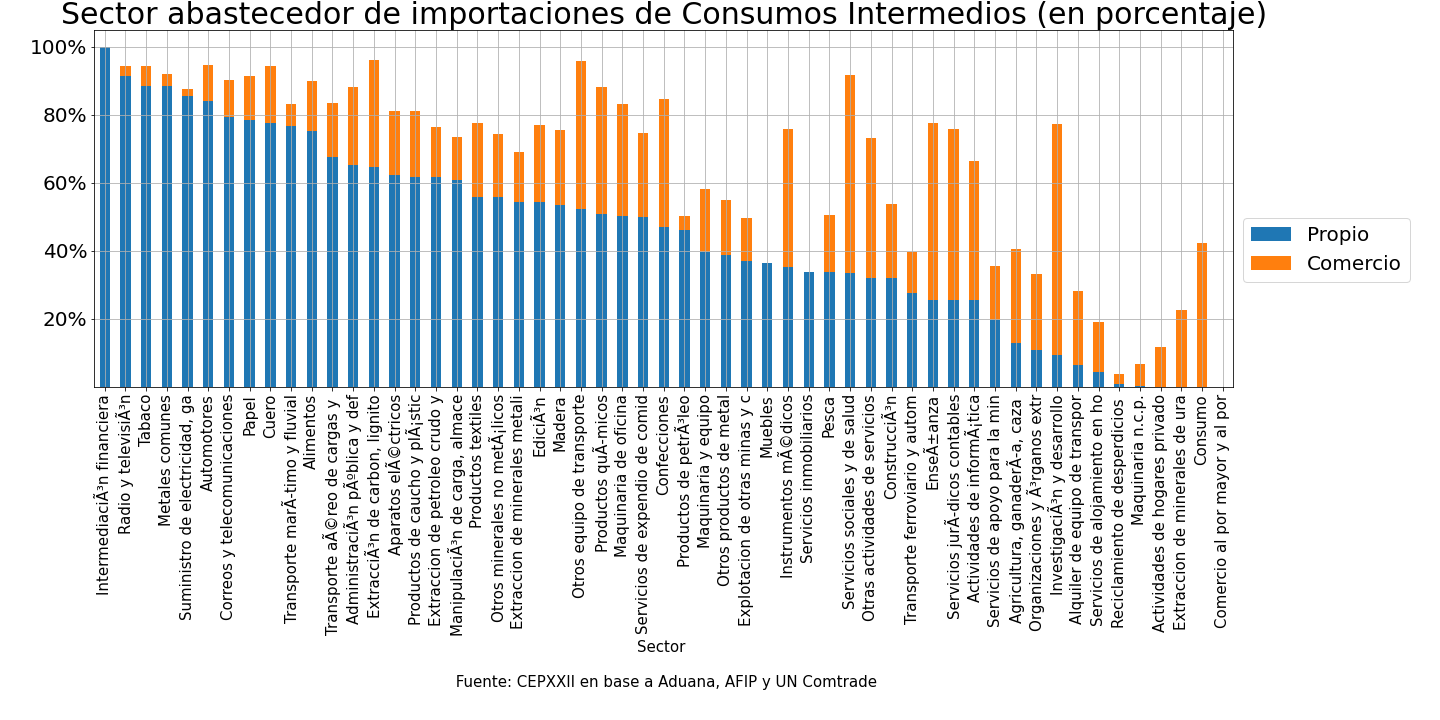 Sector abastecedor de importaciones de Consumos Intermedios (en porcentaje)
100%
80%
60%
40%
20%
Propio
Comercio
IntermediaciÃ³n financiera
Radio y televisiÃ³n
Tabaco
Metales comunes
Suministro de electricidad, ga
Automotores
Correos y telecomunicaciones
Papel
Cuero
Transporte marÃ­timo y fluvial
Alimentos
Transporte aÃ©reo de cargas y
AdministraciÃ³n pÃºblica y def
ExtracciÃ³n de carbon, lignito
Aparatos elÃ©ctricos
Productos de caucho y plÃ¡stic
Extraccion de petroleo crudo y
ManipulaciÃ³n de carga, almace
Productos textiles
Otros minerales no metÃ¡licos
Extraccion de minerales metali
EdiciÃ³n
Madera
Otros equipo de transporte
Productos quÃ­micos
Maquinaria de oficina
Servicios de expendio de comid
Confecciones
Productos de petrÃ³leo
Maquinaria y equipo
Otros productos de metal
Explotacion de otras minas y c
Muebles
Instrumentos mÃ©dicos
Servicios inmobiliarios
Pesca
Servicios sociales y de salud
Otras actividades de servicios
ConstrucciÃ³n
Transporte ferroviario y autom
EnseÃ±anza
Servicios jurÃ­dicos contables
Actividades de informÃ¡tica
Servicios de apoyo para la min
Agricultura, ganaderÃ­a, caza
Organizaciones y Ã³rganos extr
InvestigaciÃ³n y desarrollo
Alquiler de equipo de transpor
Servicios de alojamiento en ho
Reciclamiento de desperdicios
Maquinaria n.c.p.
Actividades de hogares privado
Extraccion de minerales de ura
Consumo
Comercio al por mayor y al por
Sector
Fuente: CEPXXII en base a Aduana, AFIP y UN Comtrade